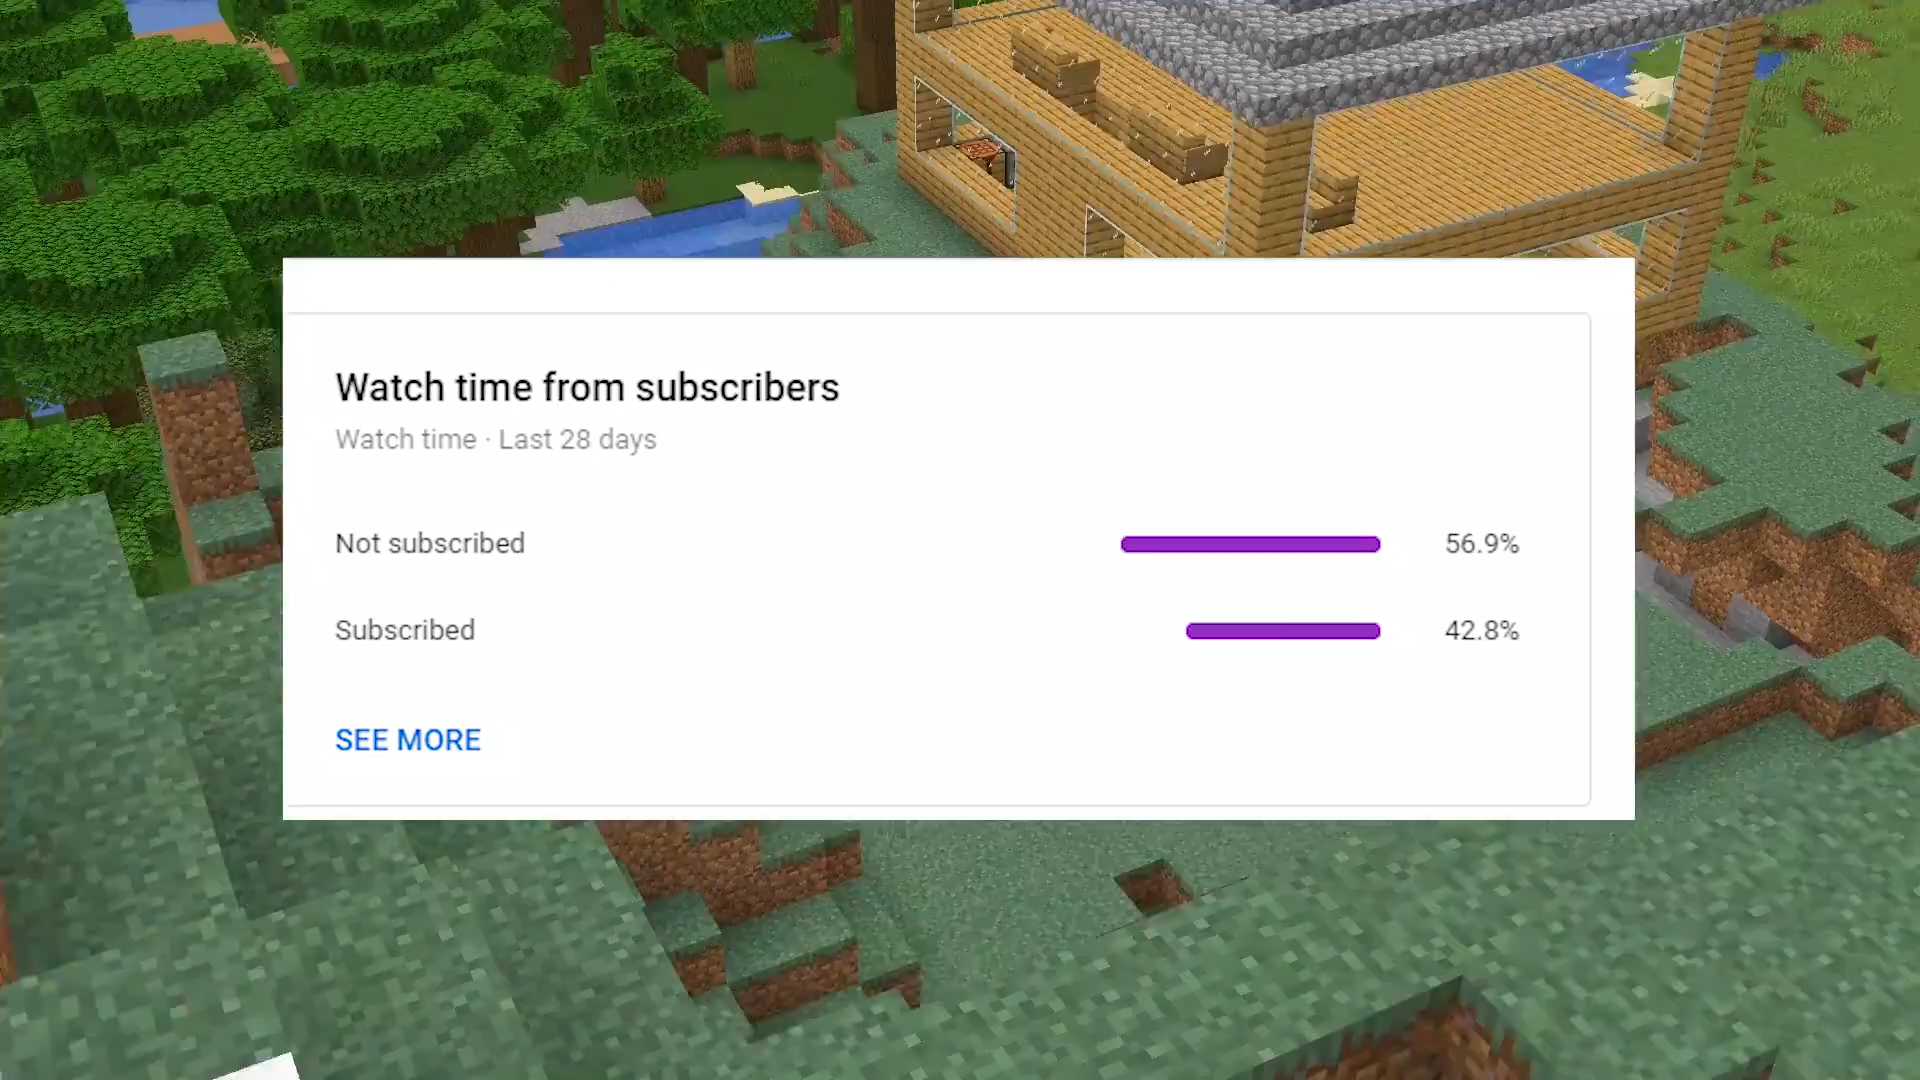 Watch time from subscribers
Watch time · Last 28 days
Not subscribed 56.9%
Subscribed 42.8%
SEE MORE